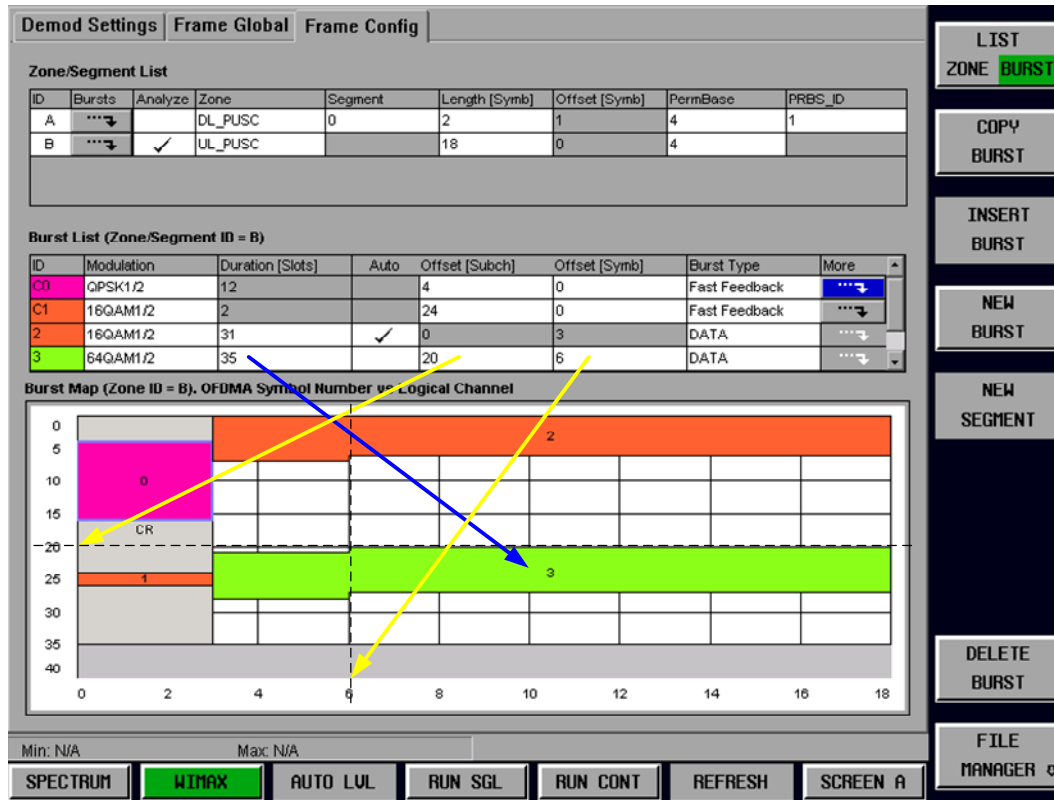 Demod Settings Frame Global Frame Config
Zone/Segment List
ID Bursts Analyze Zone Segment Length [Symb] Offset [Symb] PermBase PRBS_ID
A DL_PUSC 0 2 1 4 1
B UL_PUSC 18 0 4
Burst List (Zone/Segment ID = B)
ID Modulation Duration [Slots] Auto Offset [Subch] Offset [Symb] Burst Type More
C0 QPSK1/2 12 4 0 Fast Feedback
C1 16QAM1/2 2 24 0 Fast Feedback
2 16QAM1/2 31 0 3 DATA
3 64QAM1/2 35 20 6 DATA
Burst Map (Zone ID = B). OFDMA Symbol Number vs Logical Channel
0
2
5
10 0
15
CR
20
25 1 3
30
35
40
0 2 4 6 8 10 12 14 16 18
Min: N/A Max: N/A
SPECTRUM WIMAX AUTO LVL RUN SGL RUN CONT REFRESH SCREEN A
LIST
ZONE BURST
COPY
BURST
INSERT
BURST
NEW
BURST
NEW
SEGMENT
DELETE
BURST
FILE
MANAGER